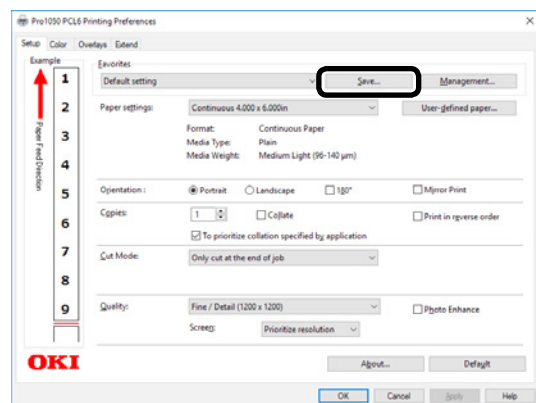 Pro1050 PCL6 Printing Preferences
Setup Color Overlays Extend
Example
Favorites
Default setting Save... Management...
1
2
3
4
5
6
7
8
9
Paper Feed Direction
Paper settings: Continuous 4.000 x 6.000in User-defined paper...
Format: Continuous Paper
Media Type: Plain
Media Weight: Medium Light (96-140 μm)
Orientation : Portrait Landscape 180° Mirror Print
Copies: 1 Collate Print in reverse order
To prioritize collation specified by application
Cut Mode: Only cut at the end of job
Quality: Fine / Detail (1200 x 1200) Photo Enhance
Screen: Prioritize resolution
OKI
About... Default
OK Cancel Apply Help